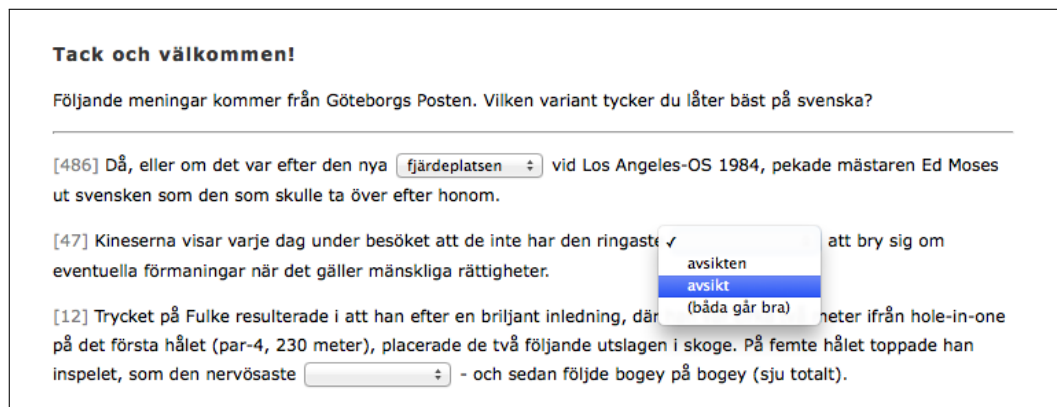 Tack och välkommen!
Följande meningar kommer från Göteborgs Posten. Vilken variant tycker du låter bäst på svenska?
[486] Då, eller om det var efter den nya fjärdeplatsen vid Los Angeles-OS 1984, pekade mästaren Ed Moses
ut svensken som den som skulle ta över efter honom.
[47] Kineserna visar varje dag under besöket att de inte har den ringaste ✓ att bry sig om
avsikten
eventuella förmaningar när det gäller mänskliga rättigheter.
avsikt
(båda går bra)
[12] Trycket på Fulke resulterade i att han efter en briljant inledning, där meter ifrån hole-in-one
på det första hålet (par-4, 230 meter), placerade de två följande utslagen i skoge. På femte hålet toppade han
inspelet, som den nervösaste - och sedan följde bogey på bogey (sju totalt).